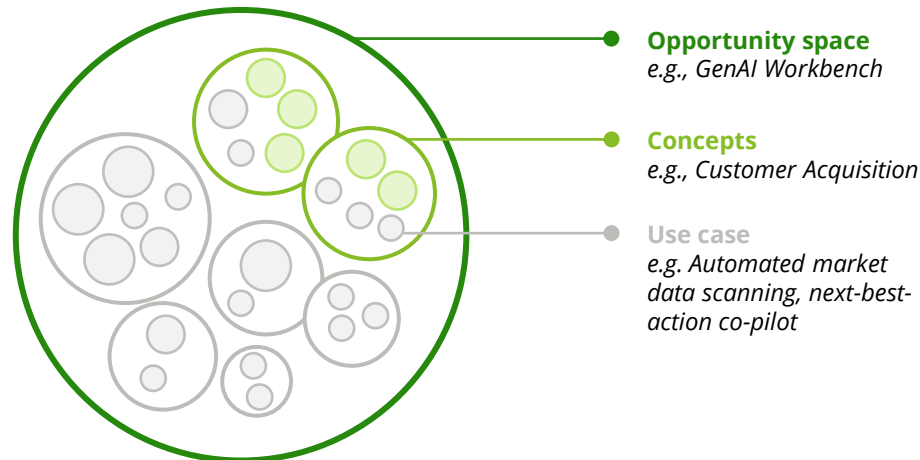 Opportunity space
e.g., GenAI Workbench
Concepts
e.g., Customer Acquisition
Use case
e.g. Automated market
data scanning, next-best-
action co-pilot